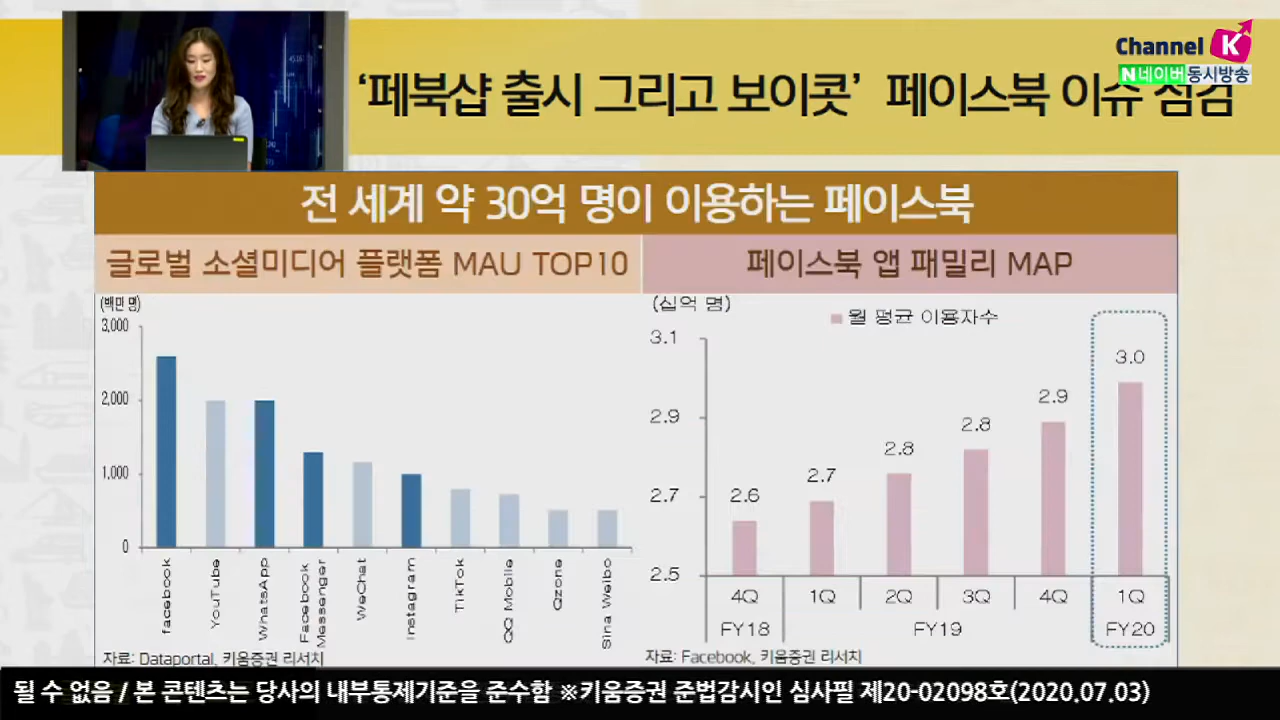 Channel K
N 네이버 동시방송
‘페북샵 출시 그리고 보이콧’ 페이스북 이슈 점검
전 세계 약 30억 명이 이용하는 페이스북
글로벌 소셜미디어 플랫폼 MAU TOP10
(백만 명)
3,000
2,000
1,000
0
facebook
YouTube
WhatsApp
Facebook
Messenger
WeChat
Instagram
TikTok
QQ Mobile
Qzone
Sina Weibo
자료: Dataportal, 키움증권 리서치
페이스북 앱 패밀리 MAP
(십억 명)
월 평균 이용자수
3.1
2.9
2.7
2.5
2.6
2.7
2.8
2.8
2.9
3.0
4Q 1Q 2Q 3Q 4Q 1Q
FY18 FY19 FY20
자료: Facebook, 키움증권 리서치
될 수 없음 / 본 콘텐츠는 당사의 내부통제기준을 준수함 ※키움증권 준법감시인 심사필 제20-02098호(2020.07.03)